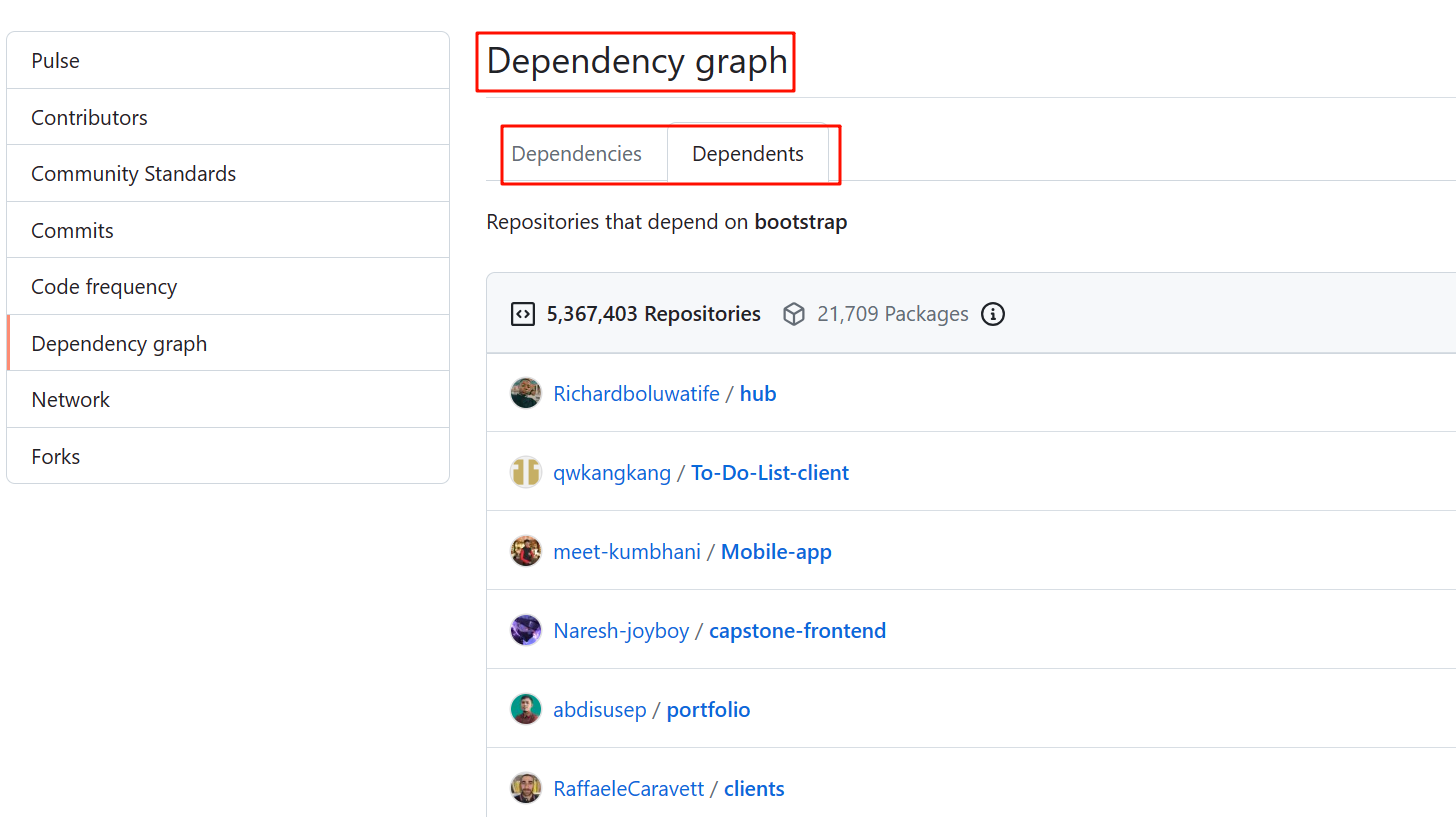 Pulse
Contributors
Community Standards
Commits
Code frequency
Dependency graph
Network
Forks
Dependency graph
Dependencies Dependents
Repositories that depend on bootstrap
5,367,403 Repositories 21,709 Packages
Richardboluwatife / hub
qwkangkang / To-Do-List-client
meet-kumbhani / Mobile-app
Naresh-joyboy / capstone-frontend
abdisusep / portfolio
RaffaeleCaravett / clients